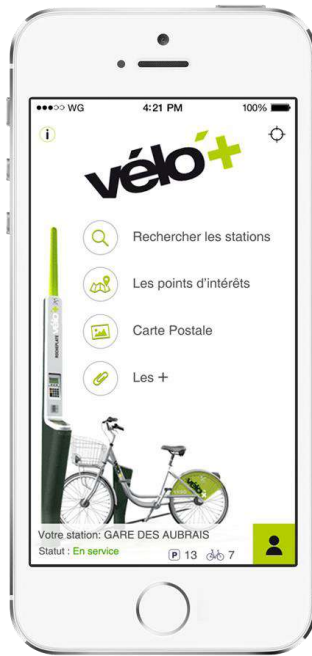 WG 4:21 PM 100%
i
vélo'+
Rechercher les stations
Les points d'intérêts
Carte Postale
Les +
vélo+
Votre station: GARE DES AUBRAIS
Statut : En service
P 13 7